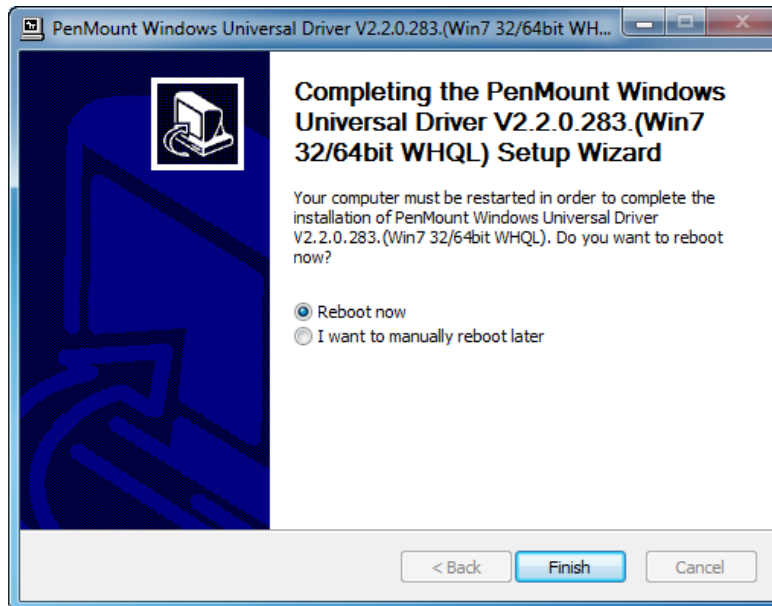 PenMount Windows Universal Driver V2.2.0.283.(Win7 32/64bit WH...
Completing the PenMount Windows
Universal Driver V2.2.0.283.(Win7
32/64bit WHQL) Setup Wizard
Your computer must be restarted in order to complete the
installation of PenMount Windows Universal Driver
V2.2.0.283.(Win7 32/64bit WHQL). Do you want to reboot
now?
Reboot now
I want to manually reboot later
< Back
Finish
Cancel